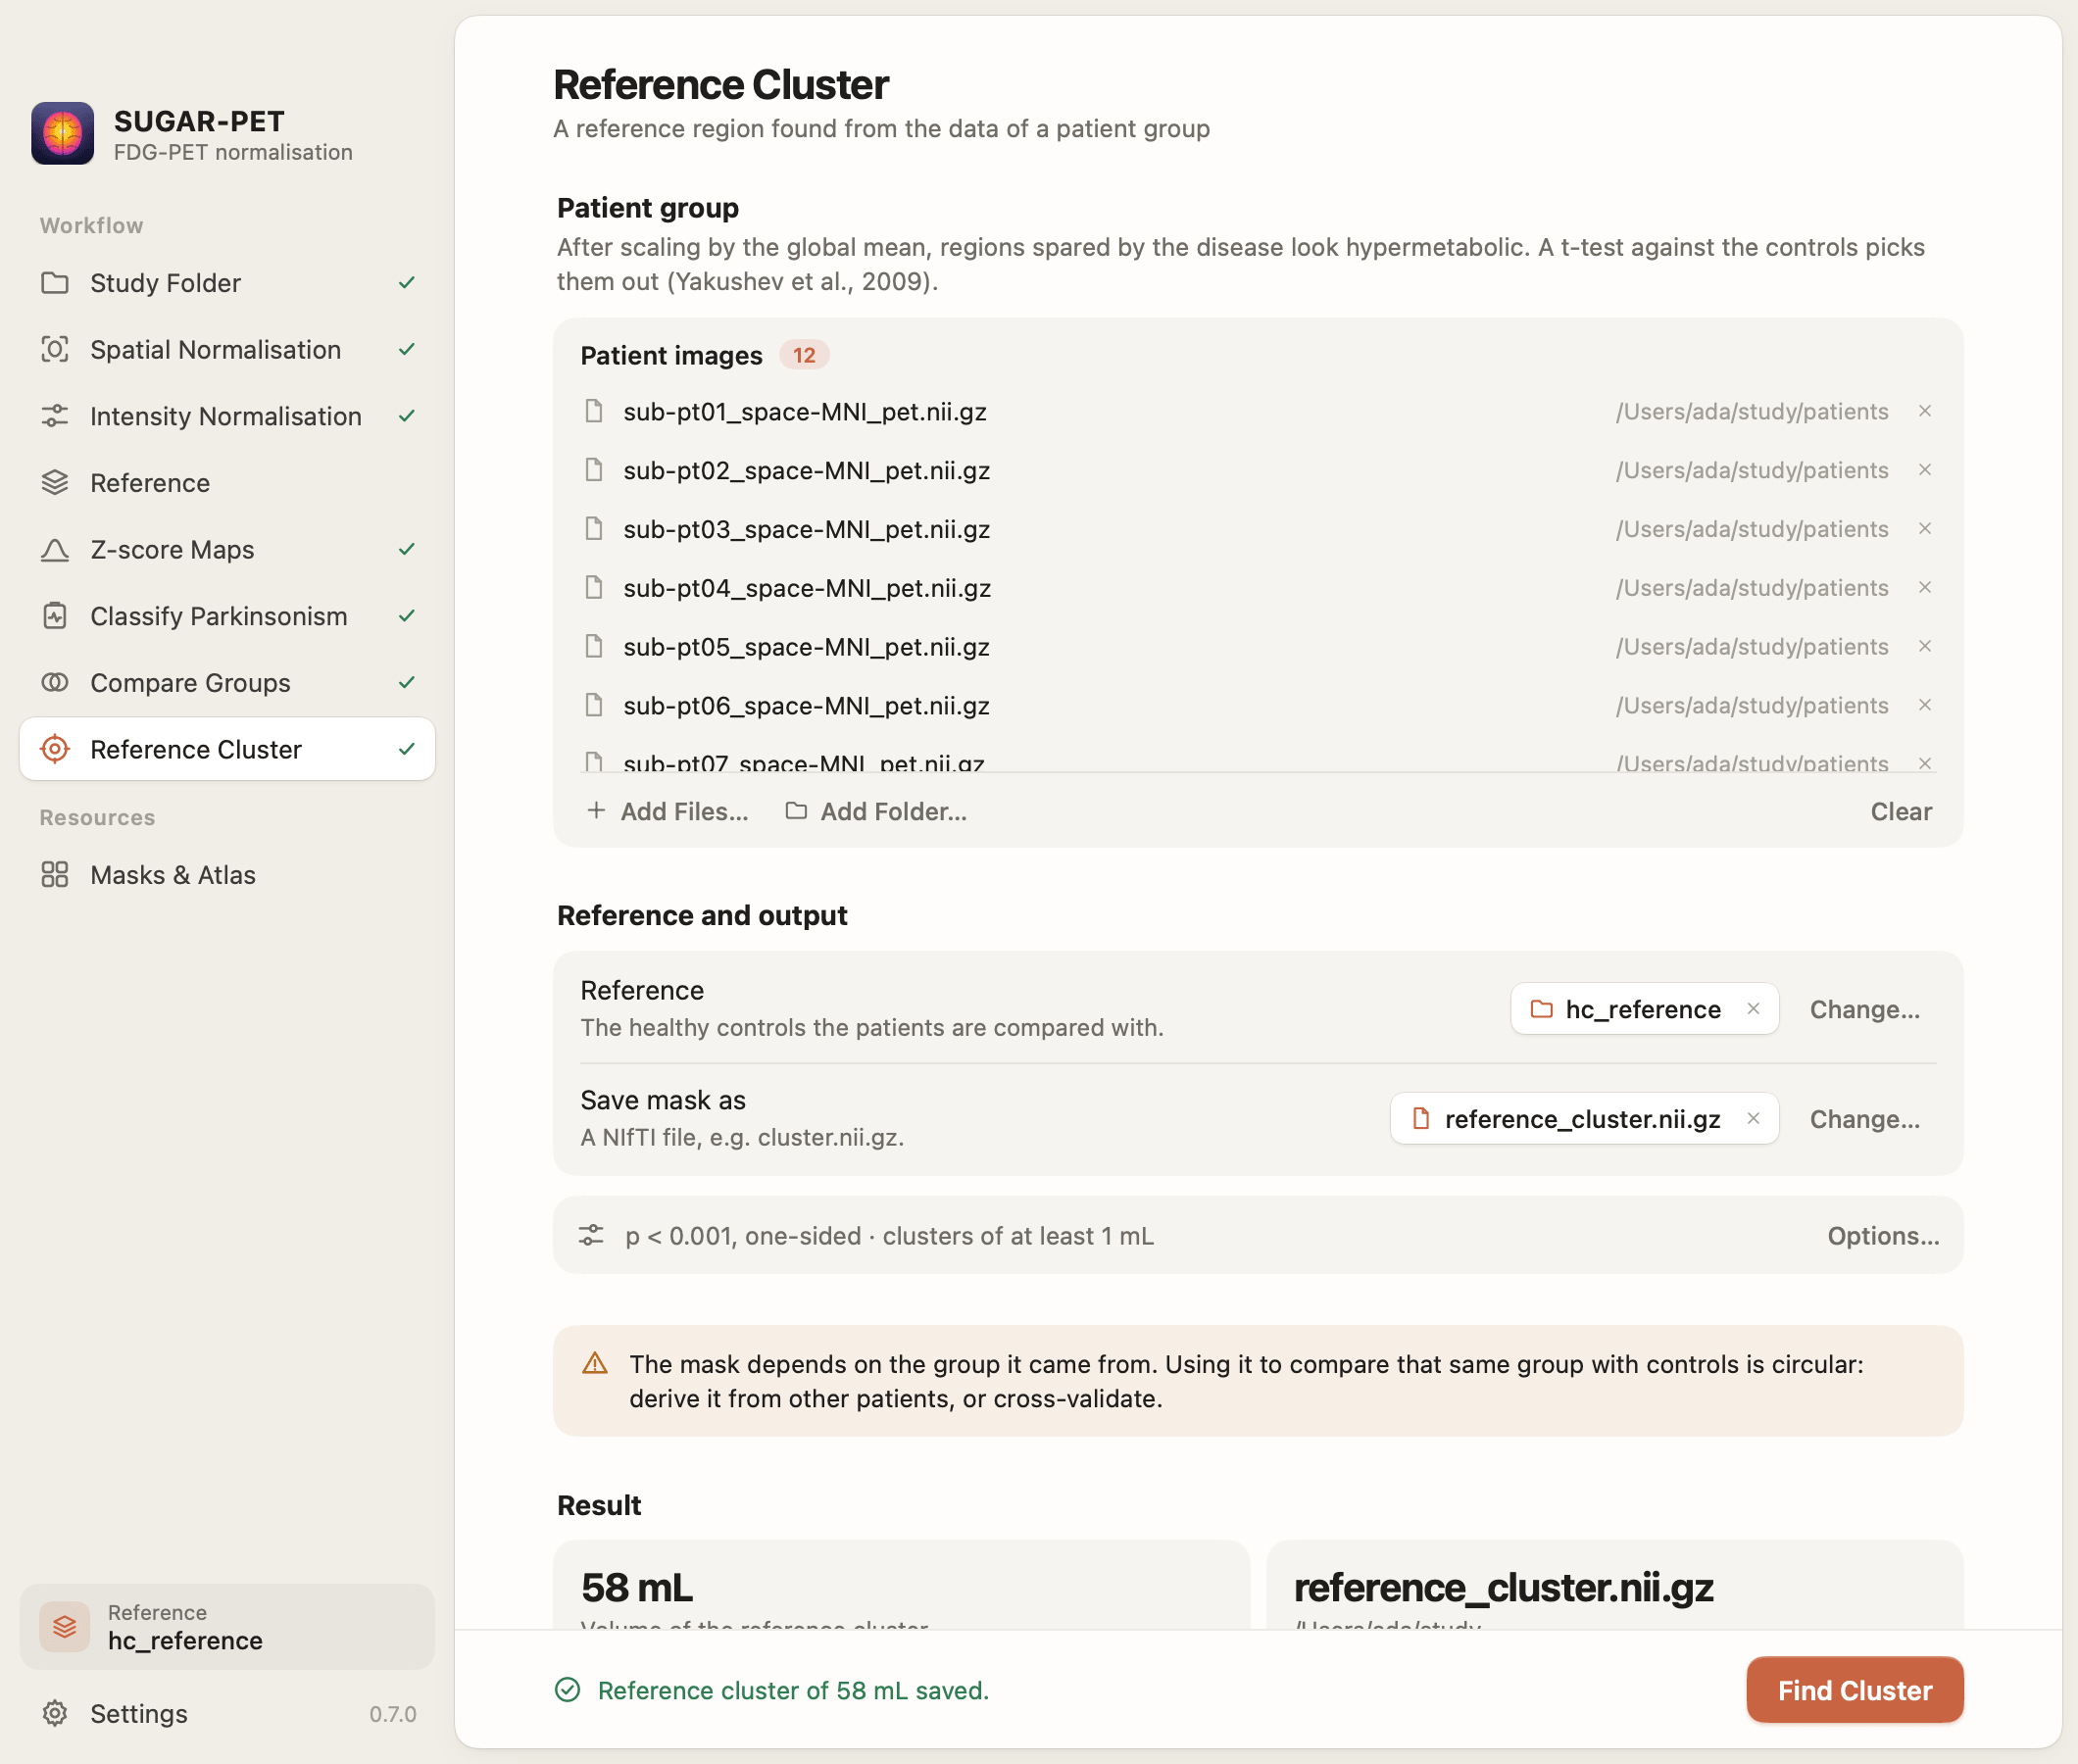 SUGAR-PET
FDG-PET normalisation
Workflow
Study Folder
Spatial Normalisation
Intensity Normalisation
Reference
Z-score Maps
Classify Parkinsonism
Compare Groups
Reference Cluster
Resources
Masks & Atlas
Reference
hc_reference
Settings 0.7.0
Reference Cluster
A reference region found from the data of a patient group
Patient group
After scaling by the global mean, regions spared by the disease look hypermetabolic. A t-test against the controls picks
them out (Yakushev et al., 2009).
Patient images 12
sub-pt01_space-MNI_pet.nii.gz /Users/ada/study/patients
sub-pt02_space-MNI_pet.nii.gz /Users/ada/study/patients
sub-pt03_space-MNI_pet.nii.gz /Users/ada/study/patients
sub-pt04_space-MNI_pet.nii.gz /Users/ada/study/patients
sub-pt05_space-MNI_pet.nii.gz /Users/ada/study/patients
sub-pt06_space-MNI_pet.nii.gz /Users/ada/study/patients
sub-pt07_space-MNI_pet.nii.gz /Users/ada/study/patients
Add Files... Add Folder... Clear
Reference and output
Reference
The healthy controls the patients are compared with.
hc_reference Change...
Save mask as
A NIfTI file, e.g. cluster.nii.gz.
reference_cluster.nii.gz Change...
p < 0.001, one-sided · clusters of at least 1 mL Options...
The mask depends on the group it came from. Using it to compare that same group with controls is circular:
derive it from other patients, or cross-validate.
Result
58 mL
Volume of the reference cluster
reference_cluster.nii.gz
/Users/ada/study
Reference cluster of 58 mL saved.
Find Cluster